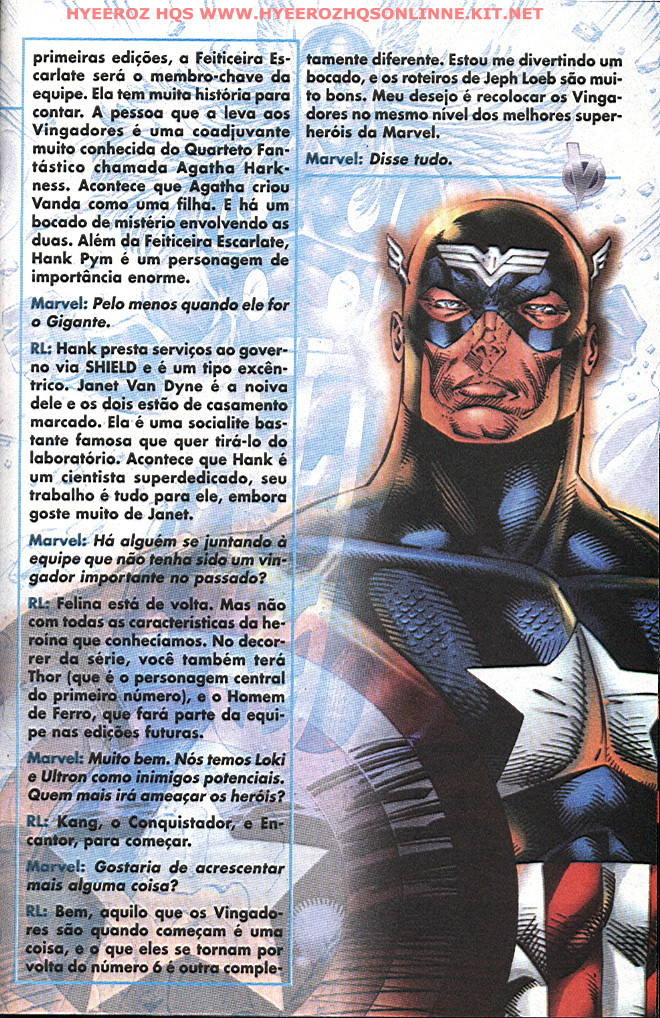 HYEEROZ HQS WWW.HYEEROZHQSONLINNE.KIT.NET
primeiras edições, a Feiticeira Es-
carlate será o membro-chave da
equipe. Ela tem muita história para
contar. A pessoa que a leva aos
Vingadores é uma coadjuvante
muito conhecida do Quarteto Fan-
tástico chamada Agatha Hark-
ness. Acontece que Agatha criou
Vanda como uma filha. E há um
bocado de mistério envolvendo as
duas. Além da Feiticeira Escarlate,
Hank Pym é um personagem de
importância enorme.
Marvel: Pelo menos quando ele for
o Gigante.
RL: Hank presta serviços ao gover-
no via SHIELD e é um tipo excên-
trico. Janet Van Dyne é a noiva
dele e os dois estão de casamento
marcado. Ela é uma socialite bas-
tante famosa que quer tirá-lo do
laboratório. Acontece que Hank é
um cientista superdedicado, seu
trabalho é tudo para ele, embora
goste muito de Janet.
Marvel: Há alguém se juntando à
equipe que não tenha sido um vin-
gador importante no passado?
RL: Felina está de volta. Mas não
com todas as características da he-
roína que conhecíamos. No decor-
rer da série, você também terá
Thor (que é o personagem central
do primeiro número), e o Homem
de Ferro, que fará parte da equi-
pe nas edições futuras.
Marvel: Muito bem. Nós temos Loki
e Ultron como inimigos potenciais.
Quem mais irá ameaçar os heróis?
RL: Kang, o Conquistador, e En-
cantor, para começar.
Marvel: Gostaria de acrescentar
mais alguma coisa?
RL: Bem, aquilo que os Vingado-
res são quando começam é uma
coisa, e o que eles se tornam por
volta do número 6 é outra comple-
tamente diferente. Estou me divertindo um
bocado, e os roteiros de Jeph Loeb são mui-
to bons. Meu desejo é recolocar os Vinga-
dores no mesmo nível dos melhores super-
heróis da Marvel.
Marvel: Disse tudo.